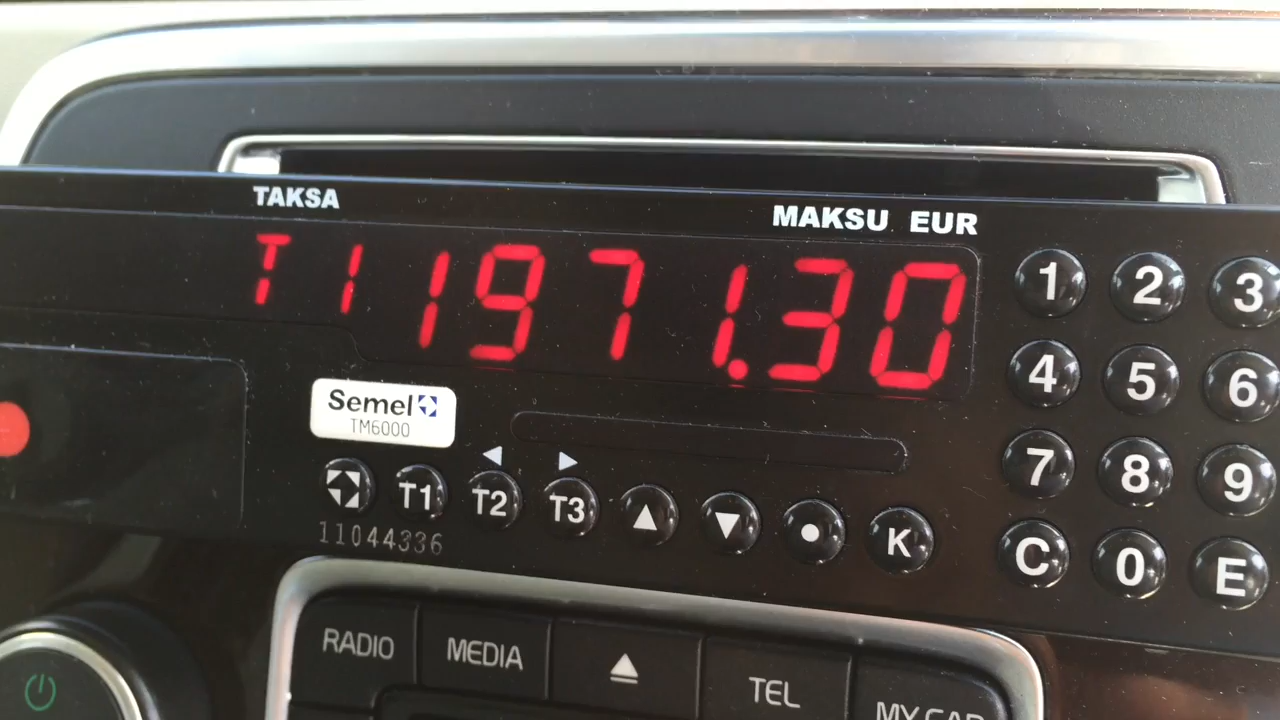 TAKSA
MAKSU EUR
T1 1971.30
1 2 3
Semel
TM6000
4 5 6
T1 T2 T3 K
7 8 9
11044336
C 0 E
RADIO MEDIA TEL MY CAR